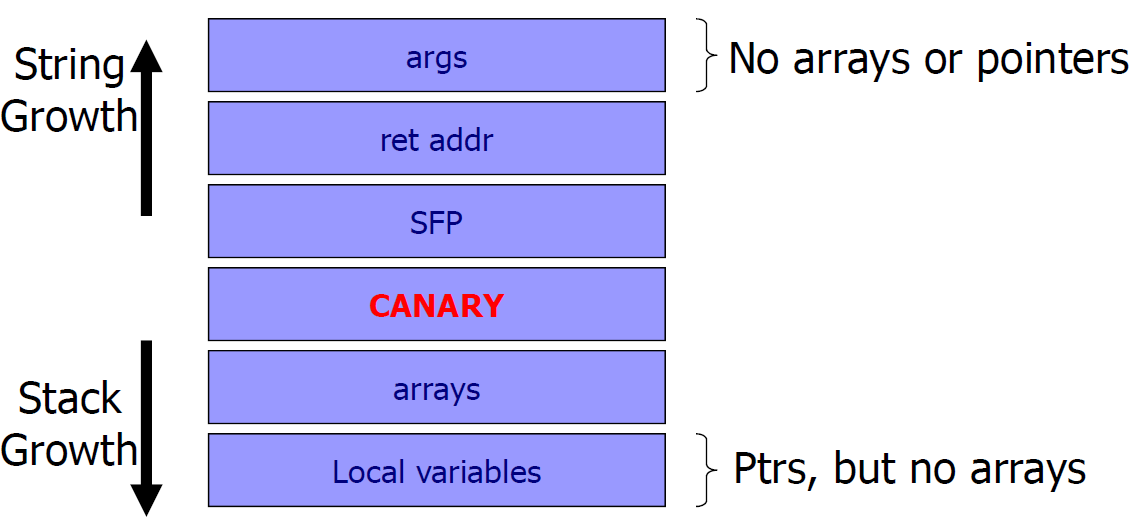 String
Growth
args
No arrays or pointers
ret addr
SFP
CANARY
arrays
Stack
Growth
Local variables
Ptrs, but no arrays